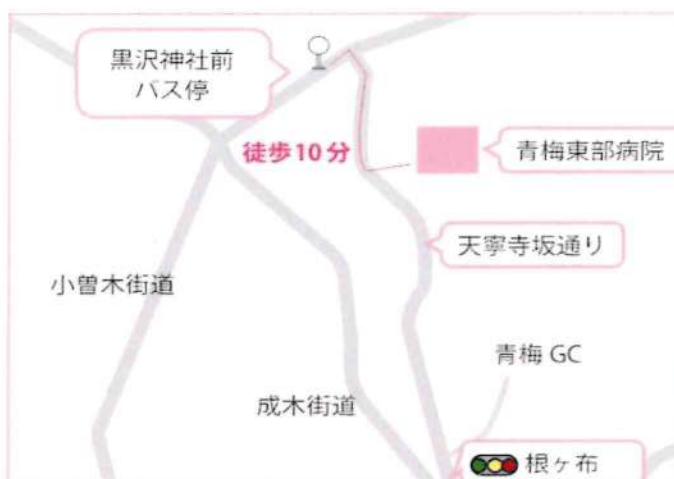 黒沢神社前
バス停
徒歩10分
青梅東部病院
天寧寺坂通り
小曽木街道
青梅 GC
成木街道
根ヶ布